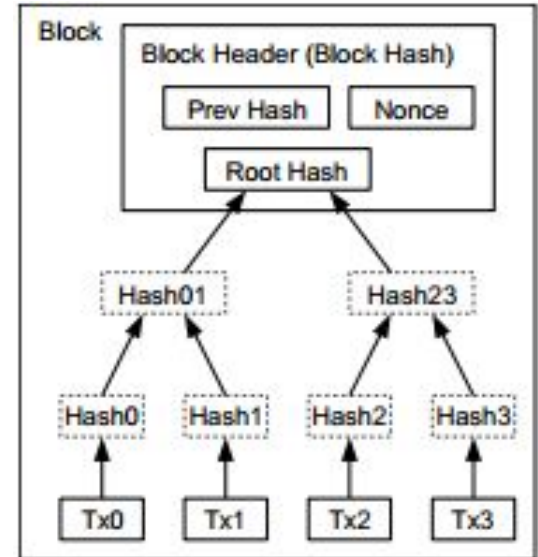 Block
Block Header (Block Hash)
Prev Hash Nonce
Root Hash
Hash01 Hash23
Hash0 Hash1 Hash2 Hash3
Tx0 Tx1 Tx2 Tx3